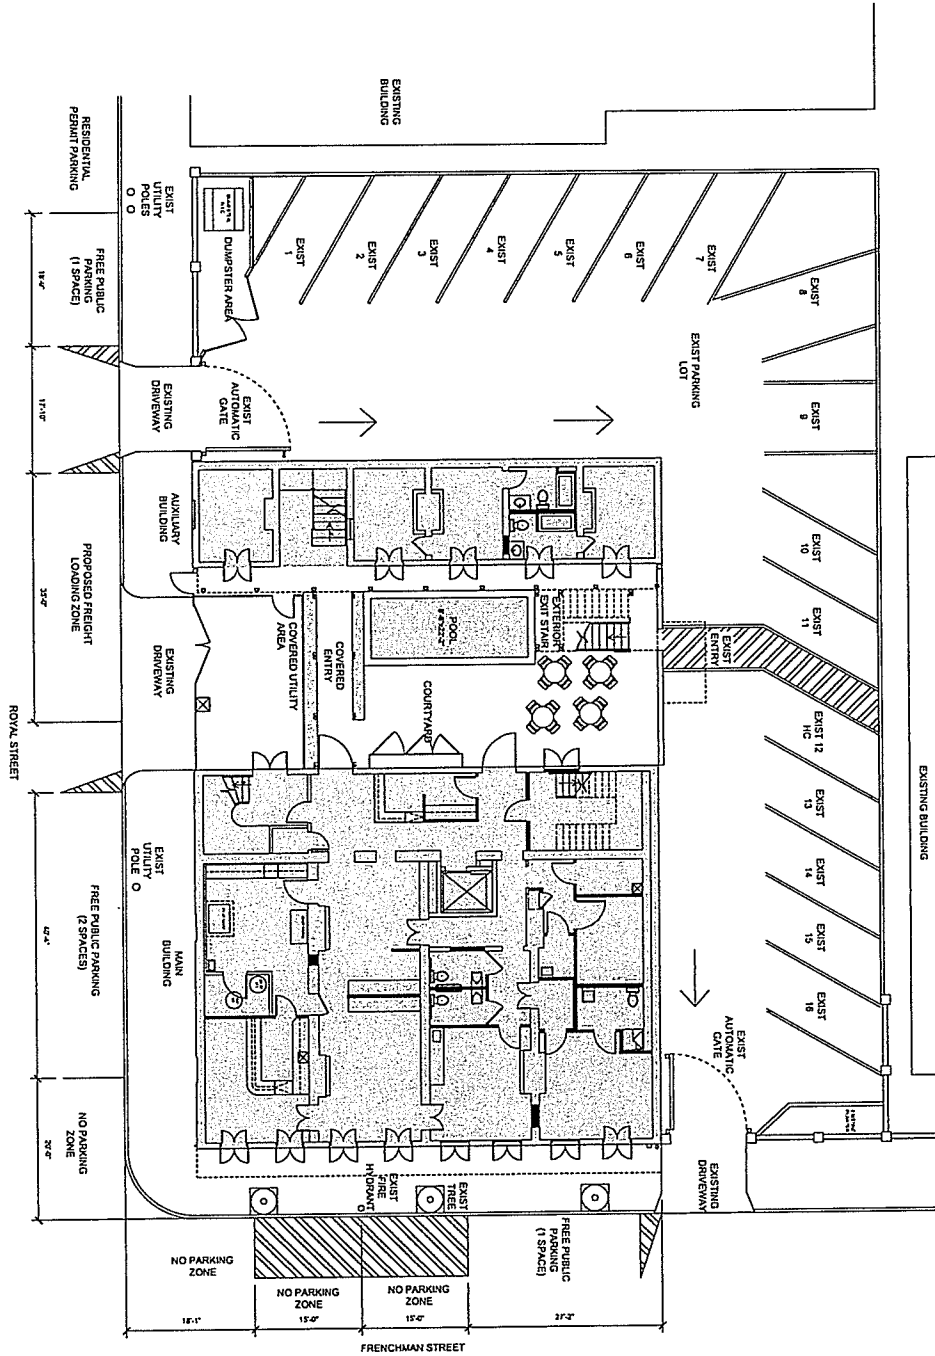 EXISTING
BUILDING
RESIDENTIAL
PERMIT PARKING
EXIST
UTILITY
POLES
DUMPSTER AREA
EXIST
1
EXIST
2
EXIST
3
EXIST
4
EXIST
5
EXIST
6
EXIST
7
EXIST
8
FREE PUBLIC
PARKING
(1 SPACE)
EXIST PARKING
LOT
EXISTING
DRIVEWAY
EXIST
AUTOMATIC
GATE
17'-10"
EXIST
9
AUXILIARY
BUILDING
EXIST
10
EXIST
11
PROPOSED FREIGHT
LOADING ZONE
35'-0"
EXISTING
DRIVEWAY
COVERED UTILITY
AREA
COVERED
ENTRY
POOL
COURTYARD
EXTERIOR
EXIT STAIR
EXIST
ENTRY
EXIST 12
HC
ROYAL STREET
EXIST
13
EXISTING BUILDING
EXIST
14
EXIST
15
EXIST
16
EXIST
UTILITY
POLE
FREE PUBLIC PARKING
(2 SPACES)
MAIN
BUILDING
EXIST
AUTOMATIC
GATE
NO PARKING
ZONE
20'-0"
EXIST
FIRE
HYDRANT
EXIST
TREE
EXISTING
DRIVEWAY
FREE PUBLIC
PARKING
(1 SPACE)
NO PARKING
ZONE
NO PARKING
ZONE
NO PARKING
ZONE
15'-0"
15'-0"
FRENCHMAN STREET